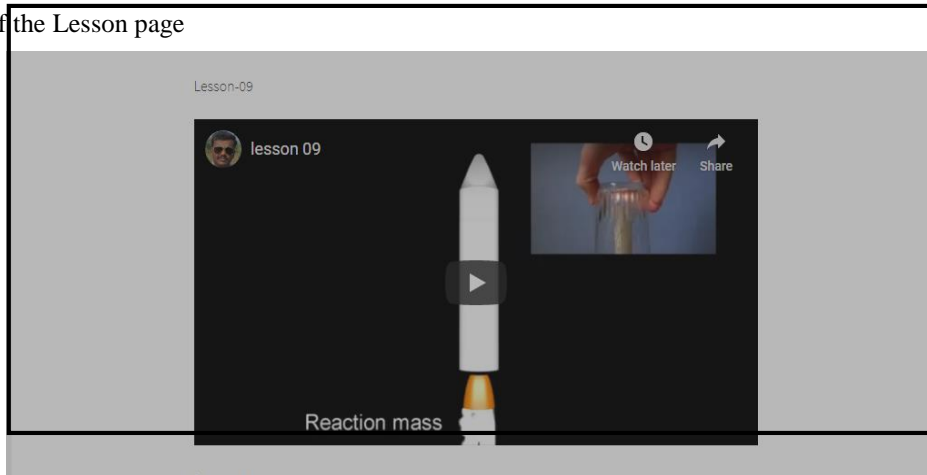 f the Lesson page
Lesson-09
lesson 09
Watch later
Share
Reaction mass